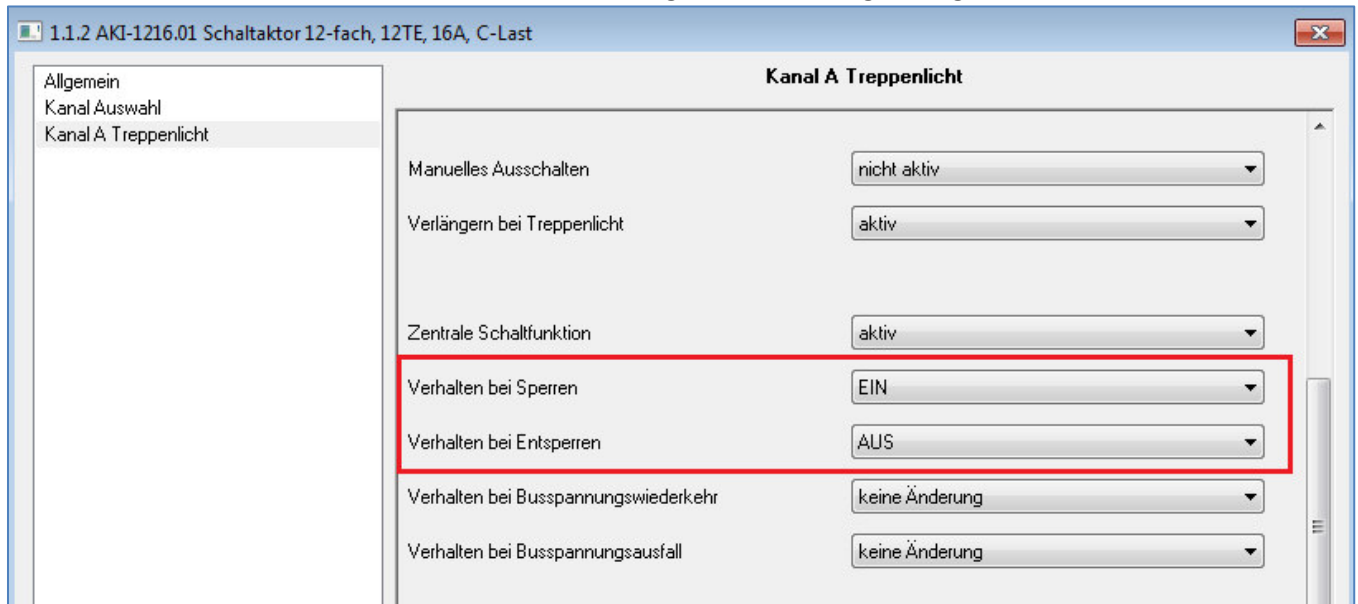 1.1.2 AKI-1216.01 Schaltaktor 12-fach, 12TE, 16A, C-Last
Allgemein
Kanal Auswahl
Kanal A Treppenlicht
Kanal A Treppenlicht
Manuelles Ausschalten nicht aktiv
Verlängern bei Treppenlicht aktiv
Zentrale Schaltfunktion aktiv
Verhalten bei Sperren EIN
Verhalten bei Entsperren AUS
Verhalten bei Busspannungswiederkehr keine Änderung
Verhalten bei Busspannungsausfall keine Änderung